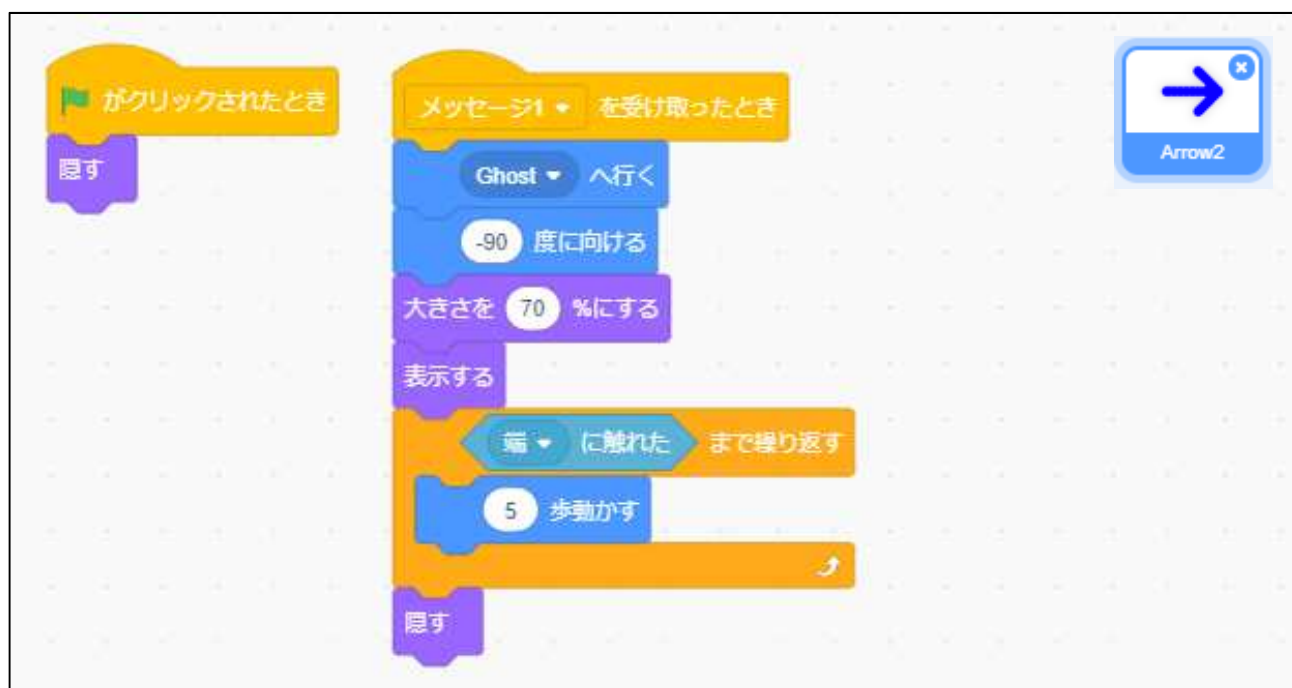 がクリックされたとき
隠す
メッセージ1 を受け取ったとき
Ghost へ行く
-90 度に向ける
大きさを 70 %にする
表示する
端 に触れた まで繰り返す
5 歩動かす
隠す
Arrow2